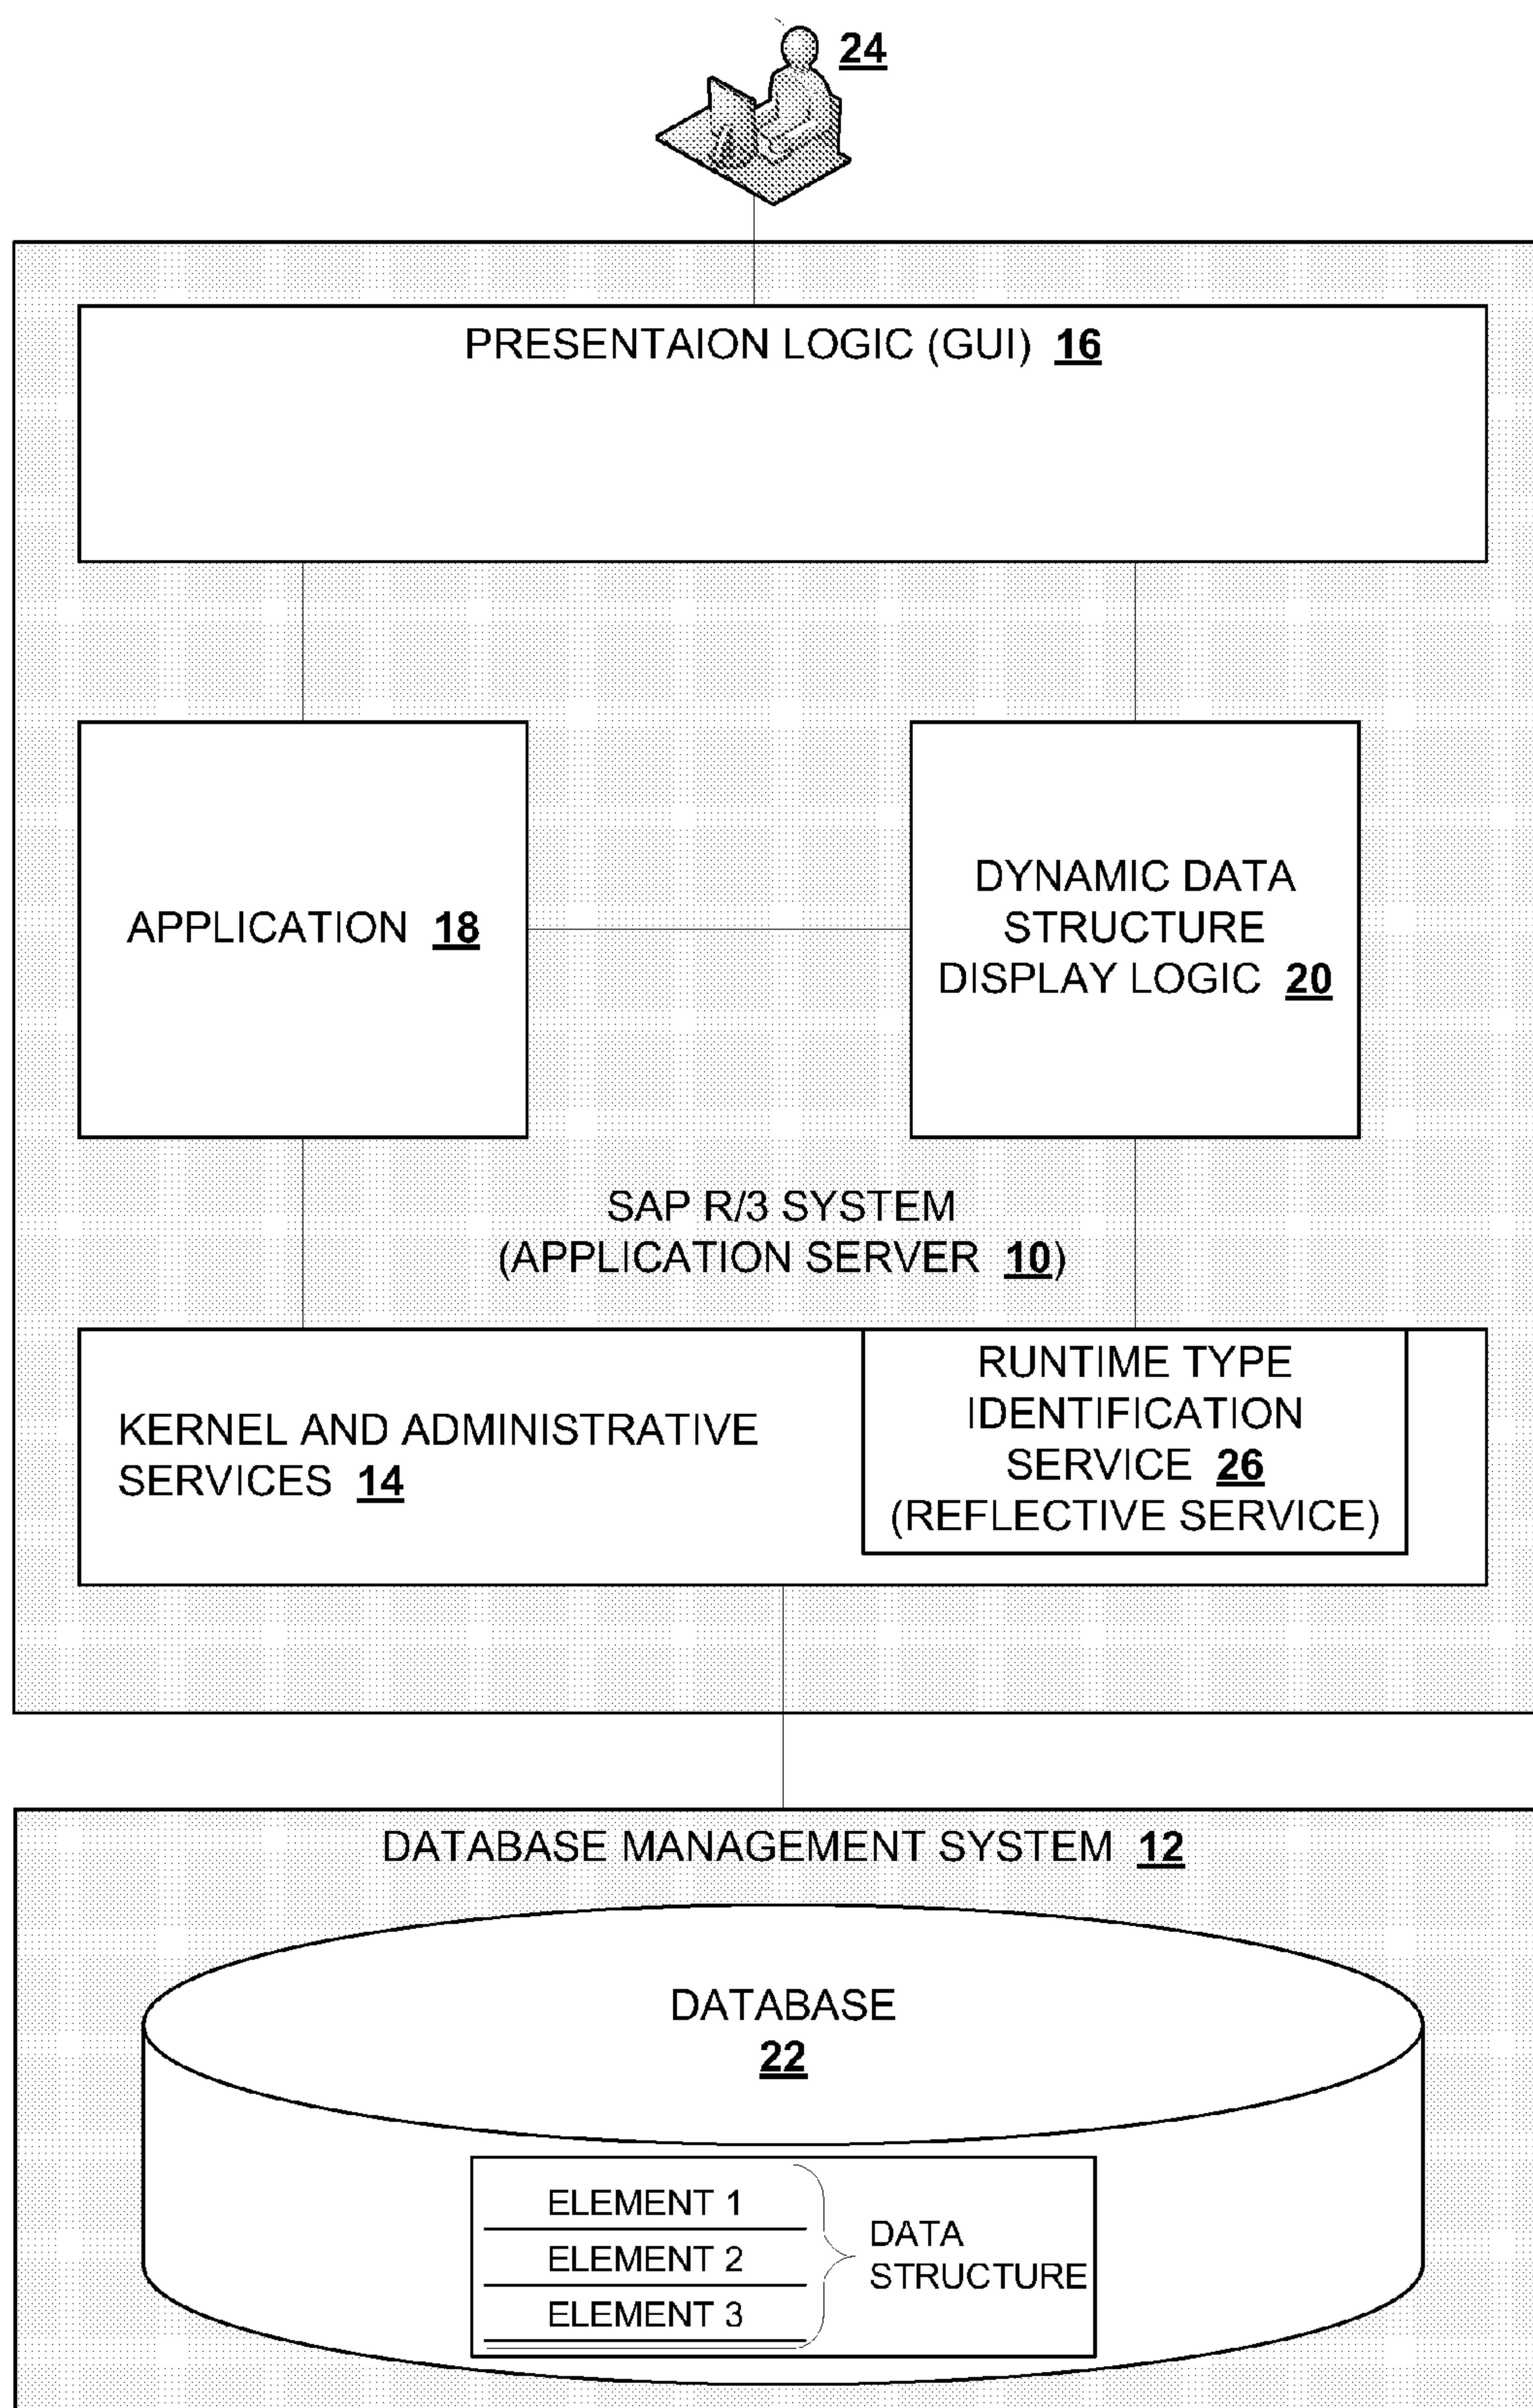 24
PRESENTAION LOGIC (GUI) 16
APPLICATION 18
DYNAMIC DATA
STRUCTURE
DISPLAY LOGIC 20
SAP R/3 SYSTEM
(APPLICATION SERVER 10)
KERNEL AND ADMINISTRATIVE
SERVICES 14
RUNTIME TYPE
IDENTIFICATION
SERVICE 26
(REFLECTIVE SERVICE)
DATABASE MANAGEMENT SYSTEM 12
DATABASE
22
ELEMENT 1
ELEMENT 2
ELEMENT 3
DATA
STRUCTURE